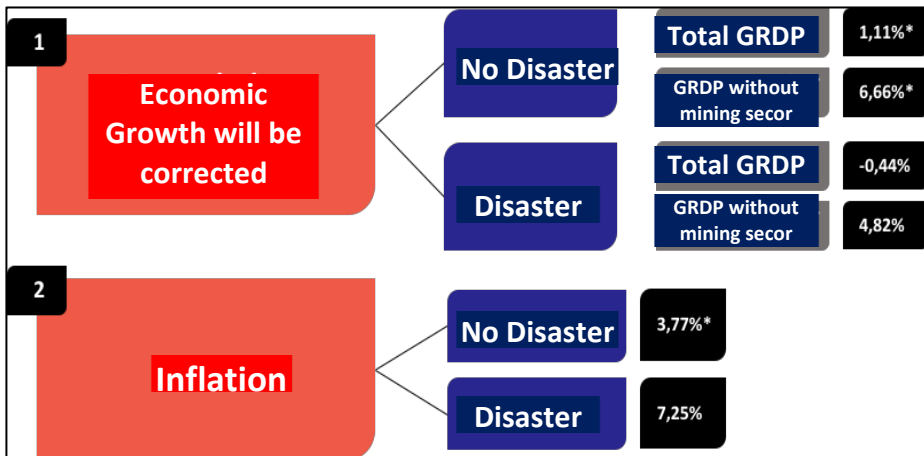 1
Economic
Growth will be
corrected
No Disaster
Total GRDP
1,11%*
GRDP without
mining secor
6,66%*
Disaster
Total GRDP
-0,44%
GRDP without
mining secor
4,82%
2
Inflation
No Disaster
3,77%*
Disaster
7,25%